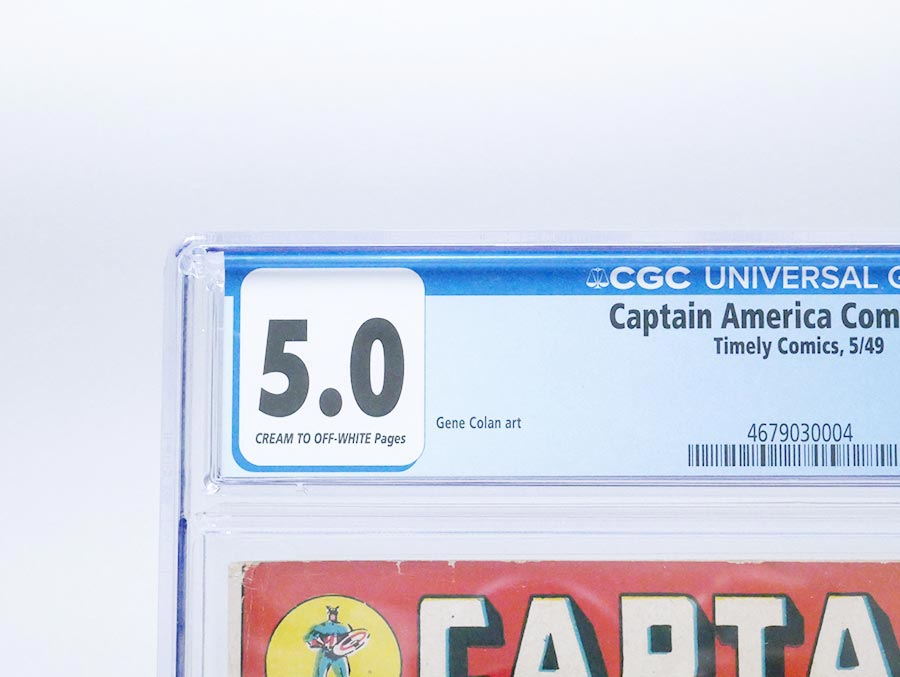 CGC UNIVERSAL G
Captain America Com
Timely Comics, 5/49
5.0
CREAM TO OFF-WHITE Pages
Gene Colan art
4679030004
CAPTA